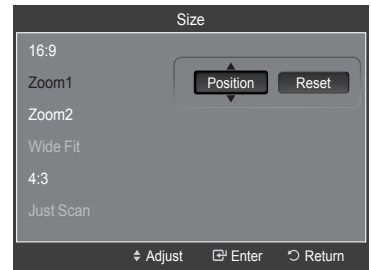 Size
16:9
Zoom1
Position Reset
Zoom2
Wide Fit
4:3
Just Scan
Adjust Enter Return